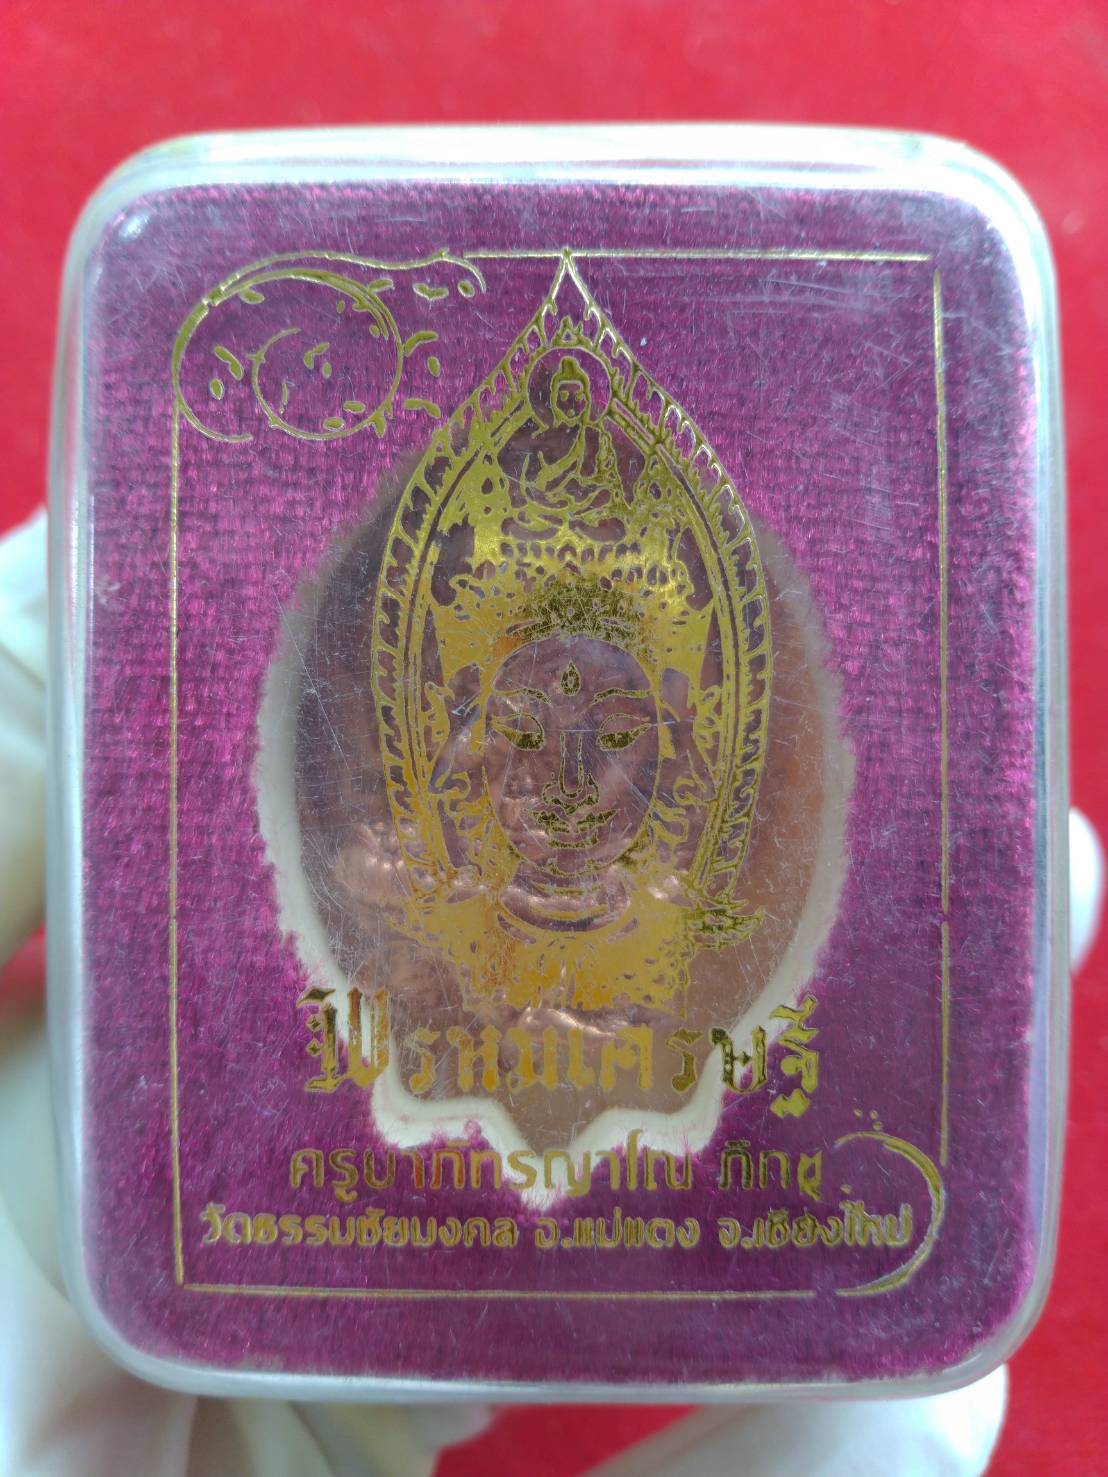 พรหมเศรษฐี
ครูบาภัทรญาโณ ภิกขุ
วัดธรรมชัยมงคล อ.แม่แตง จ.เชียงใหม่